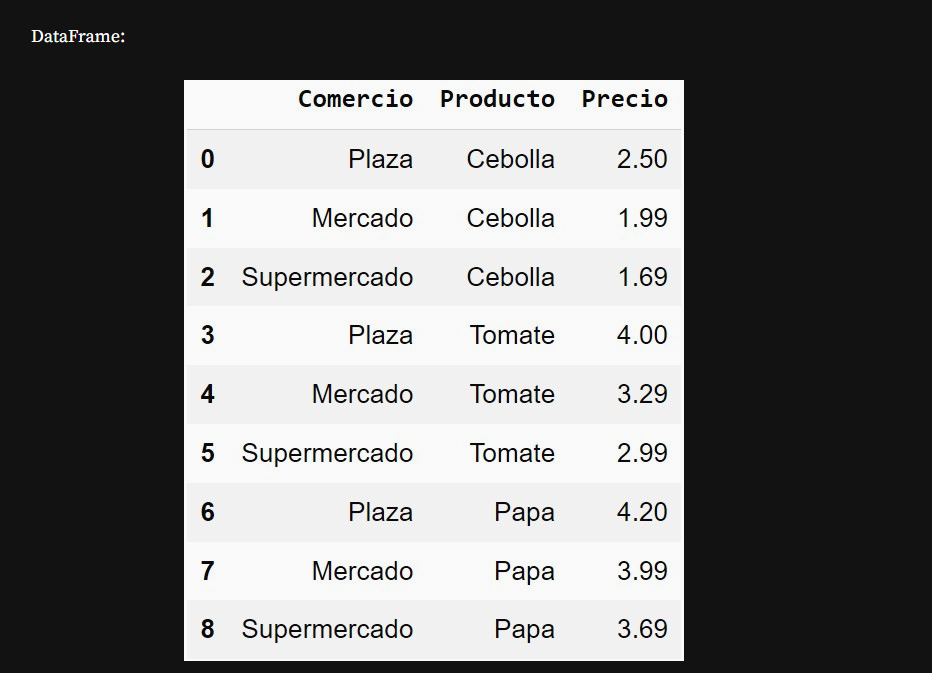 DataFrame:
Comercio Producto Precio
0 Plaza Cebolla 2.50
1 Mercado Cebolla 1.99
2 Supermercado Cebolla 1.69
3 Plaza Tomate 4.00
4 Mercado Tomate 3.29
5 Supermercado Tomate 2.99
6 Plaza Papa 4.20
7 Mercado Papa 3.99
8 Supermercado Papa 3.69